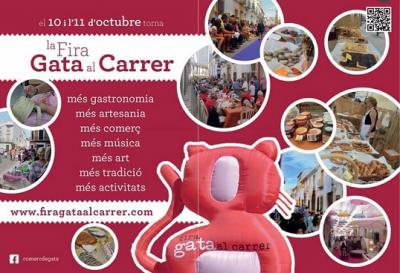 el 10 i l'11 d'octubre torna
la Fira
Gata al Carrer
més gastronomia
més artesania
més comerç
més música
més art
més tradició
més activitats
www.firagataalcarrer.com
comerçdegata
gata al carrer